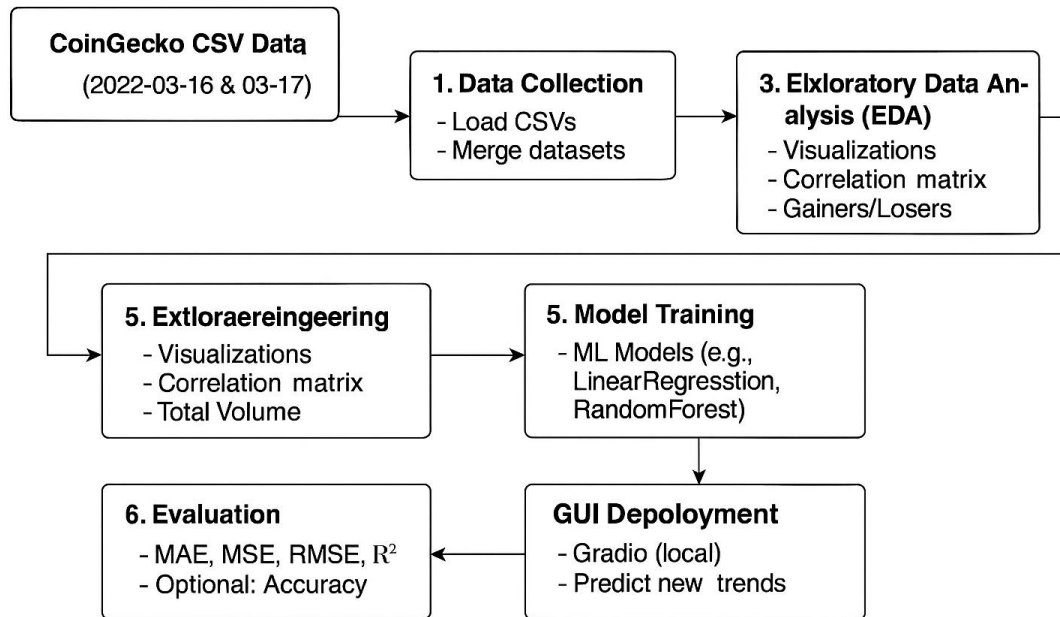 CoinGecko CSV Data
(2022-03-16 & 03-17)
1. Data Collection
- Load CSVs
- Merge datasets
3. Elxloratory Data An-
alysis (EDA)
- Visualizations
- Correlation matrix
- Gainers/Losers
5. Extloraereingeering
- Visualizations
- Correlation matrix
- Total Volume
5. Model Training
- ML Models (e.g.,
LinearRegresstion,
RandomForest)
GUI Depoloyment
- Gradio (local)
- Predict new trends
6. Evaluation
- MAE, MSE, RMSE, R²
- Optional: Accuracy